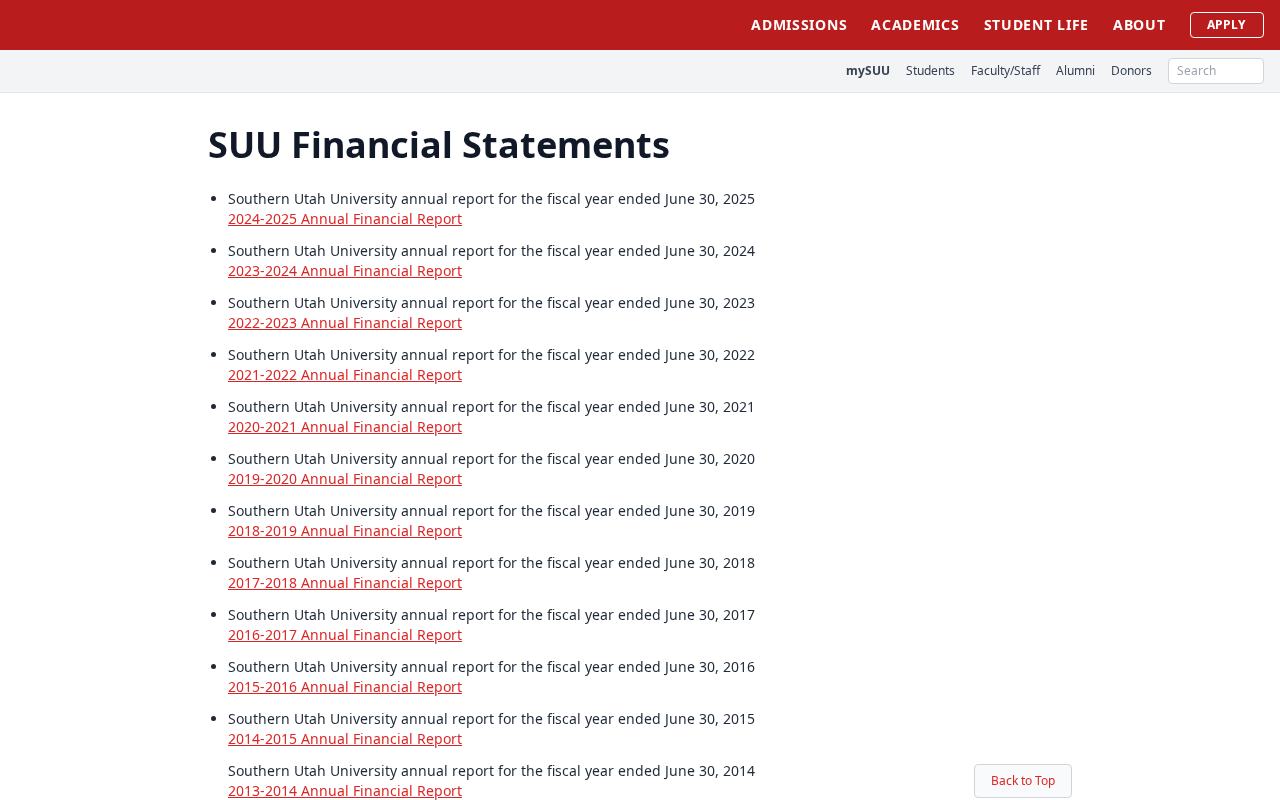 ADMISSIONS ACADEMICS STUDENT LIFE ABOUT APPLY
mySUU Students Faculty/Staff Alumni Donors Search
SUU Financial Statements
Southern Utah University annual report for the fiscal year ended June 30, 2025
2024-2025 Annual Financial Report
Southern Utah University annual report for the fiscal year ended June 30, 2024
2023-2024 Annual Financial Report
Southern Utah University annual report for the fiscal year ended June 30, 2023
2022-2023 Annual Financial Report
Southern Utah University annual report for the fiscal year ended June 30, 2022
2021-2022 Annual Financial Report
Southern Utah University annual report for the fiscal year ended June 30, 2021
2020-2021 Annual Financial Report
Southern Utah University annual report for the fiscal year ended June 30, 2020
2019-2020 Annual Financial Report
Southern Utah University annual report for the fiscal year ended June 30, 2019
2018-2019 Annual Financial Report
Southern Utah University annual report for the fiscal year ended June 30, 2018
2017-2018 Annual Financial Report
Southern Utah University annual report for the fiscal year ended June 30, 2017
2016-2017 Annual Financial Report
Southern Utah University annual report for the fiscal year ended June 30, 2016
2015-2016 Annual Financial Report
Southern Utah University annual report for the fiscal year ended June 30, 2015
2014-2015 Annual Financial Report
Southern Utah University annual report for the fiscal year ended June 30, 2014
2013-2014 Annual Financial Report
Back to Top